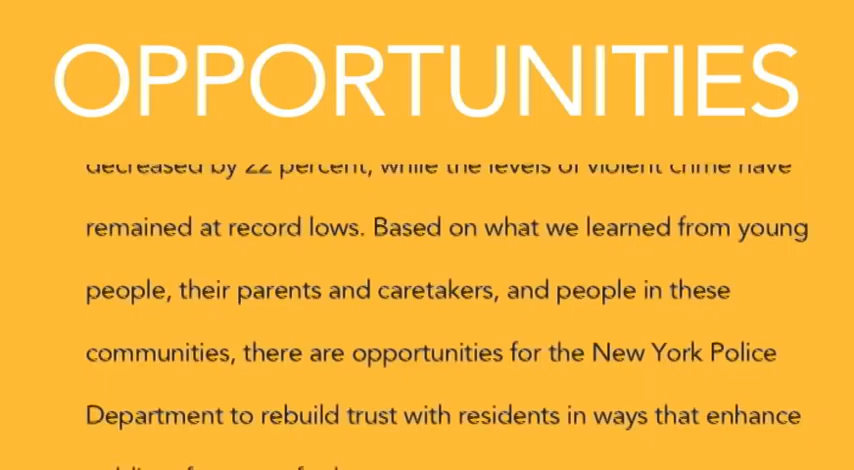 OPPORTUNITIES
decreased by 22 percent, while the levels of violent crime have
remained at record lows. Based on what we learned from young
people, their parents and caretakers, and people in these
communities, there are opportunities for the New York Police
Department to rebuild trust with residents in ways that enhance